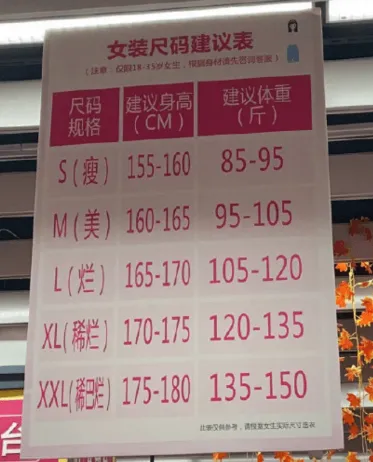 女装尺码建议表
尺码
规格
建议身高
(CM)
建议体重
(斤)
S(瘦) 155-160 85-95
M(美) 160-165 95-105
L(烂) 165-170 105-120
XL(稀烂) 170-175 120-135
XXL(稀巴烂) 175-180 135-150
台